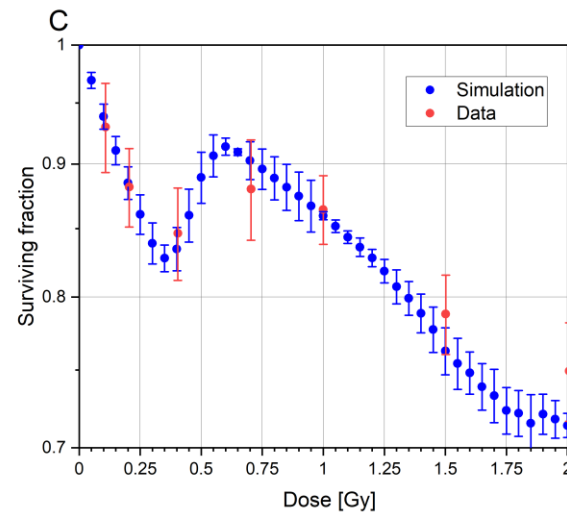 C
1
0.9
0.8
0.7
Surviving fraction
Simulation
Data
0 0.25 0.5 0.75 1 1.25 1.5 1.75 2
Dose [Gy]